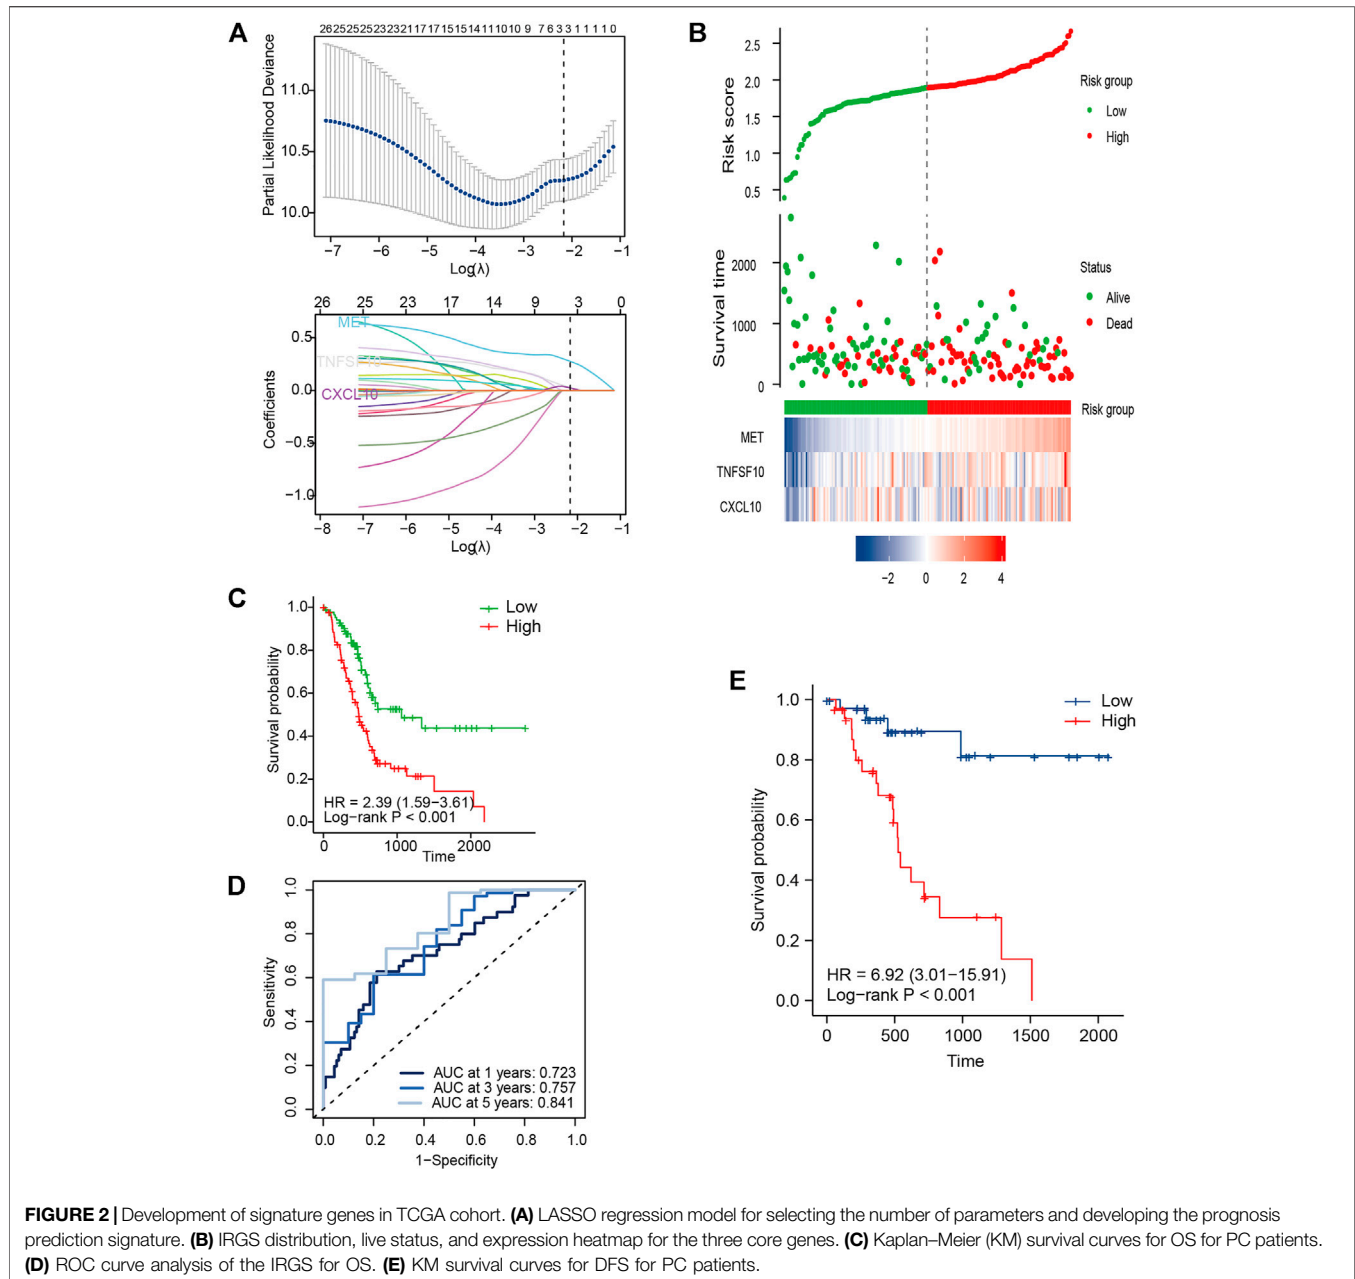 A
26 25 25 25 25 23 23 21 17 17 15 15 14 11 10 10 9 7 6 3 3 1 1 1 1 0
Partial Likelihood Deviance
11.0
10.5
10.0
−7 −6 −5 −4 −3 −2 −1
Log(λ)
26 25 23 17 14 9 3 0
Coefficients
0.5
0.0
−0.5
−1.0
MET
TNFSF10
CXCL10
−8 −7 −6 −5 −4 −3 −2 −1
Log(λ)
B
Risk score
2.5
2.0
1.5
1.0
0.5
Risk group
Low
High
Survival time
2000
1000
0
Status
Alive
Dead
Risk group
MET
TNFSF10
CXCL10
−2 0 2 4
C
Survival probability
1.0
0.8
0.6
0.4
0.2
0.0
Low
High
HR = 2.39 (1.59−3.61)
Log−rank P < 0.001
0 1000 2000
Time
D
Sensitivity
1.0
0.8
0.6
0.4
0.2
0.0
AUC at 1 years: 0.723
AUC at 3 years: 0.757
AUC at 5 years: 0.841
0.0 0.2 0.4 0.6 0.8 1.0
1−Specificity
E
Survival probability
1.0
0.8
0.6
0.4
0.2
0.0
Low
High
HR = 6.92 (3.01−15.91)
Log−rank P < 0.001
0 500 1000 1500 2000
Time
FIGURE 2 | Development of signature genes in TCGA cohort. (A) LASSO regression model for selecting the number of parameters and developing the prognosis
prediction signature. (B) IRGS distribution, live status, and expression heatmap for the three core genes. (C) Kaplan–Meier (KM) survival curves for OS for PC patients.
(D) ROC curve analysis of the IRGS for OS. (E) KM survival curves for DFS for PC patients.